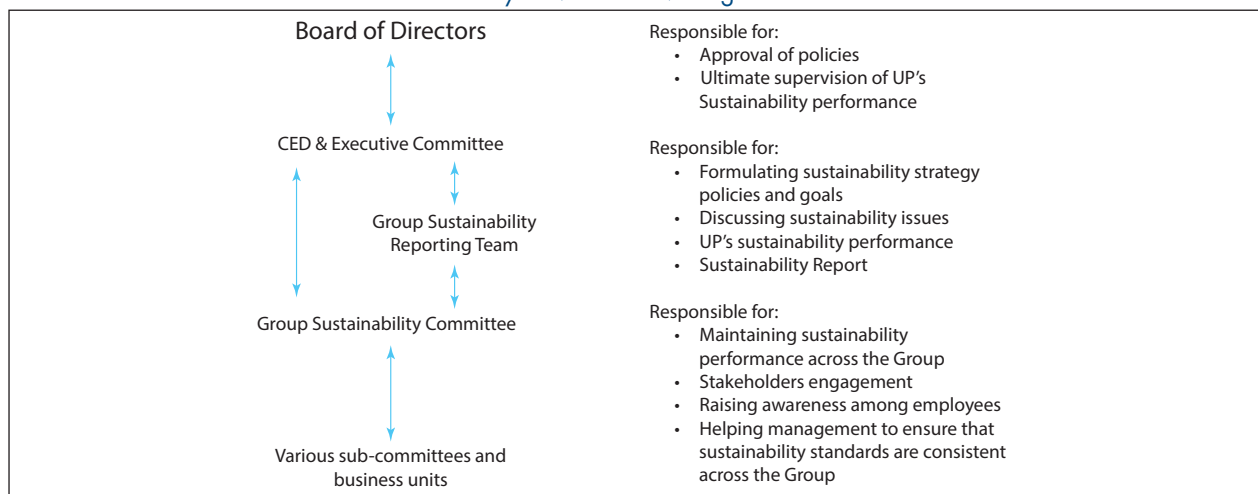 Board of Directors
Responsible for:
• Approval of policies
• Ultimate supervision of UP's
Sustainability performance
CED & Executive Committee
Responsible for:
• Formulating sustainability strategy
policies and goals
• Discussing sustainability issues
• UP's sustainability performance
• Sustainability Report
Group Sustainability
Reporting Team
Group Sustainability Committee
Responsible for:
• Maintaining sustainability
performance across the Group
• Stakeholders engagement
• Raising awareness among employees
• Helping management to ensure that
sustainability standards are consistent
across the Group
Various sub-committees and
business units